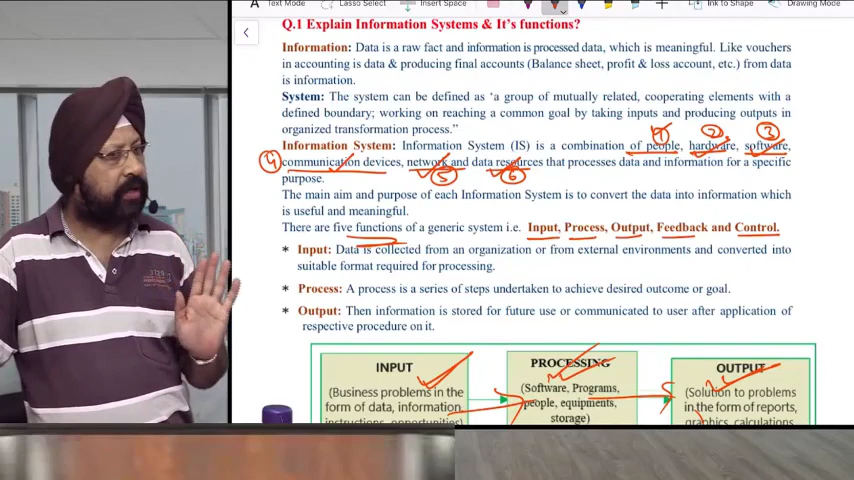 Text Mode
Lasso Select
Insert Space
Ink to Shape
Drawing Mode
Q.1 Explain Information Systems & It's functions?
Information: Data is a raw fact and information is processed data, which is meaningful. Like vouchers
in accounting is data & producing final accounts (Balance sheet, profit & loss account, etc.) from data
is information.
System: The system can be defined as 'a group of mutually related, cooperating elements with a
defined boundary; working on reaching a common goal by taking inputs and producing outputs in
organized transformation process."
1 2 3
Information System: Information System (IS) is a combination of people, hardware, software,
4 communication devices, network and data resources that processes data and information for a specific
5 6
purpose.
The main aim and purpose of each Information System is to convert the data into information which
is useful and meaningful.
There are five functions of a generic system i.e. Input, Process, Output, Feedback and Control.
* Input: Data is collected from an organization or from external environments and converted into
suitable format required for processing.
* Process: A process is a series of steps undertaken to achieve desired outcome or goal.
* Output: Then information is stored for future use or communicated to user after application of
respective procedure on it.
INPUT
(Business problems in the
form of data, information
instructions, opportunities)
PROCESSING
(Software, Programs,
people, equipments,
storage)
OUTPUT
(Solution to problems
in the form of reports,
graphics, calculations